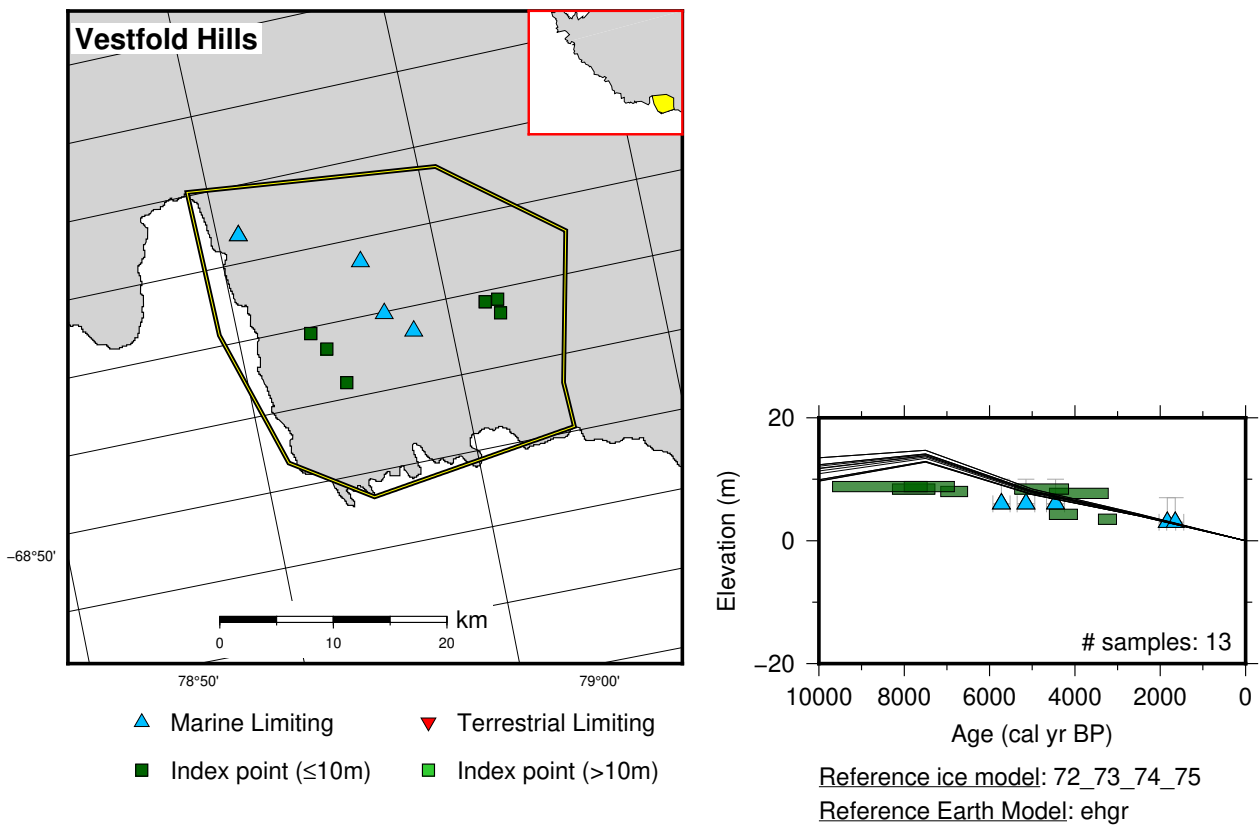 Vestfold Hills
−68°50'
km
0
10
20
78°50'
79°00'
Marine Limiting
Terrestrial Limiting
Index point (≤10m)
Index point (>10m)
20
0
−20
Elevation (m)
# samples: 13
10000 8000 6000 4000 2000 0
Age (cal yr BP)
Reference ice model: 72_73_74_75
Reference Earth Model: ehgr